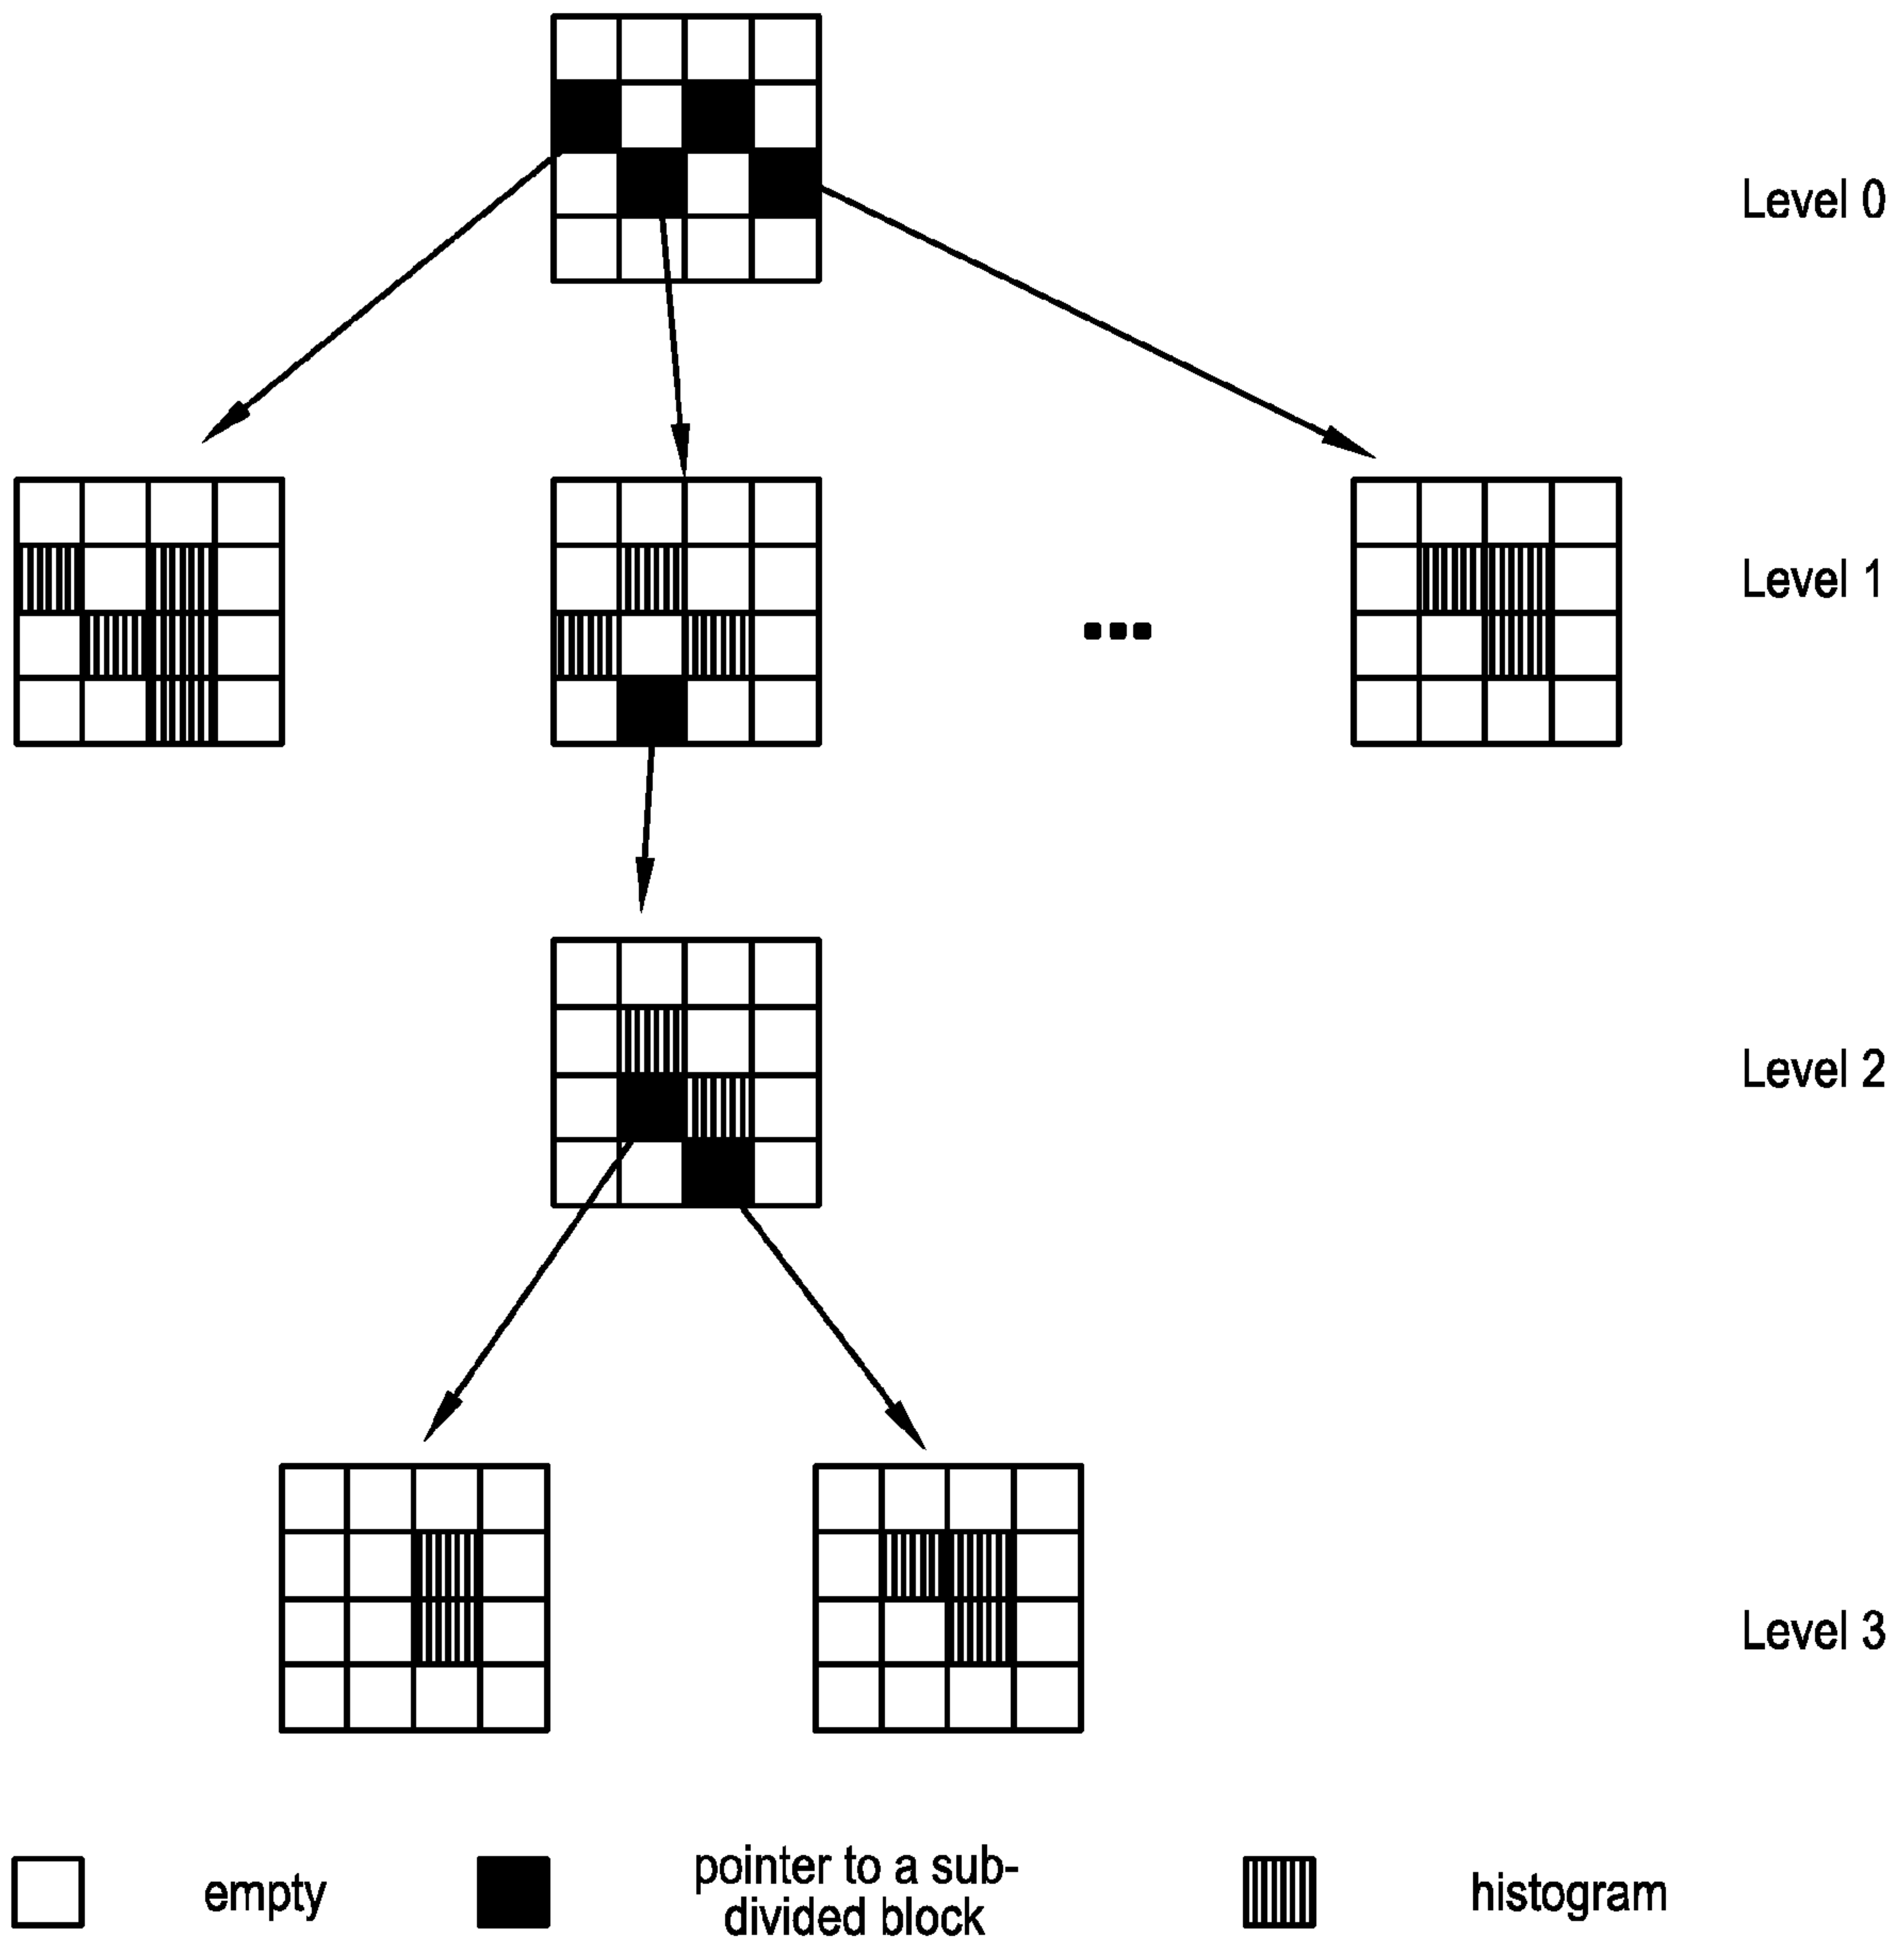 Level 0
Level 1
Level 2
Level 3
empty
pointer to a sub-
divided block
histogram